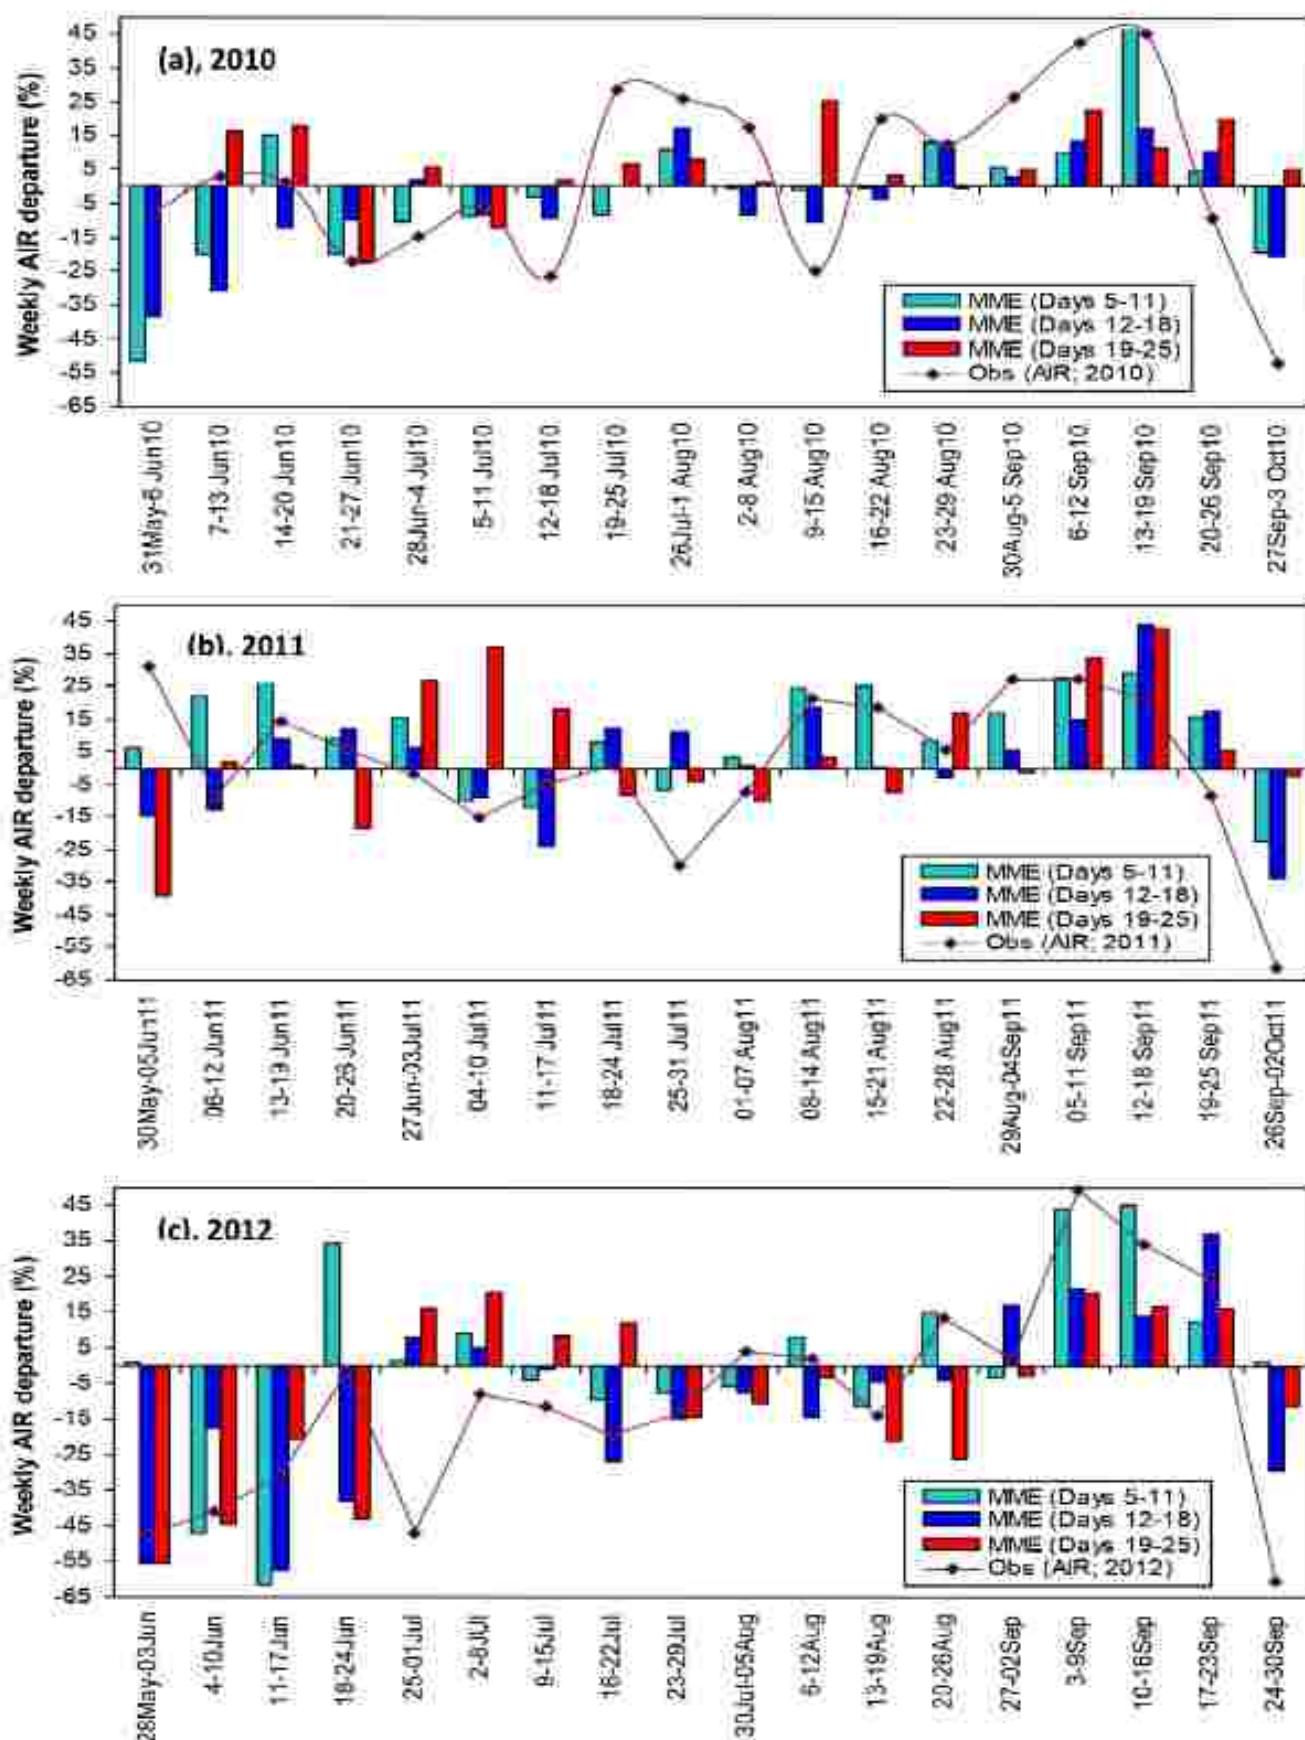 (a), 2010
Weekly AIR departure (%)
45
35
25
15
5
-5
-15
-25
-35
-45
-55
-65
MME (Days 5-11)
MME (Days 12-18)
MME (Days 19-25)
Obs (AIR; 2010)
31May-6 Jun10
7-13 Jun10
14-20 Jun10
21-27 Jun10
28Jun-4 Jul10
5-11 Jul10
12-18 Jul10
19-25 Jul10
26Jul-1 Aug10
2-8 Aug10
9-15 Aug10
16-22 Aug10
23-29 Aug10
30Aug-5 Sep10
6-12 Sep10
13-19 Sep10
20-26 Sep10
27Sep-3 Oct10
(b). 2011
Weekly AIR departure (%)
45
35
25
15
5
-5
-15
-25
-35
-45
-55
-65
MME (Days 5-11)
MME (Days 12-18)
MME (Days 19-25)
Obs (AIR; 2011)
30May-05Jun11
06-12 Jun11
13-19 Jun11
20-26 Jun11
27Jun-03Jul11
04-10 Jul11
11-17 Jul11
18-24 Jul11
25-31 Jul11
01-07 Aug11
08-14 Aug11
15-21 Aug11
22-28 Aug11
29Aug-04Sep11
05-11 Sep11
12-18 Sep11
19-25 Sep11
26Sep-02Oct11
(c). 2012
Weekly AIR departure (%)
45
35
25
15
5
-5
-15
-25
-35
-45
-55
-65
MME (Days 5-11)
MME (Days 12-18)
MME (Days 19-25)
Obs (AIR; 2012)
28May-03Jun
4-10Jun
11-17Jun
18-24Jun
25-01Jul
2-8JUl
9-15Jul
16-22Jul
23-29Jul
30Jul-05Aug
6-12Aug
13-19Aug
20-26Aug
27-02Sep
3-9Sep
10-16Sep
17-23Sep
24-30Sep